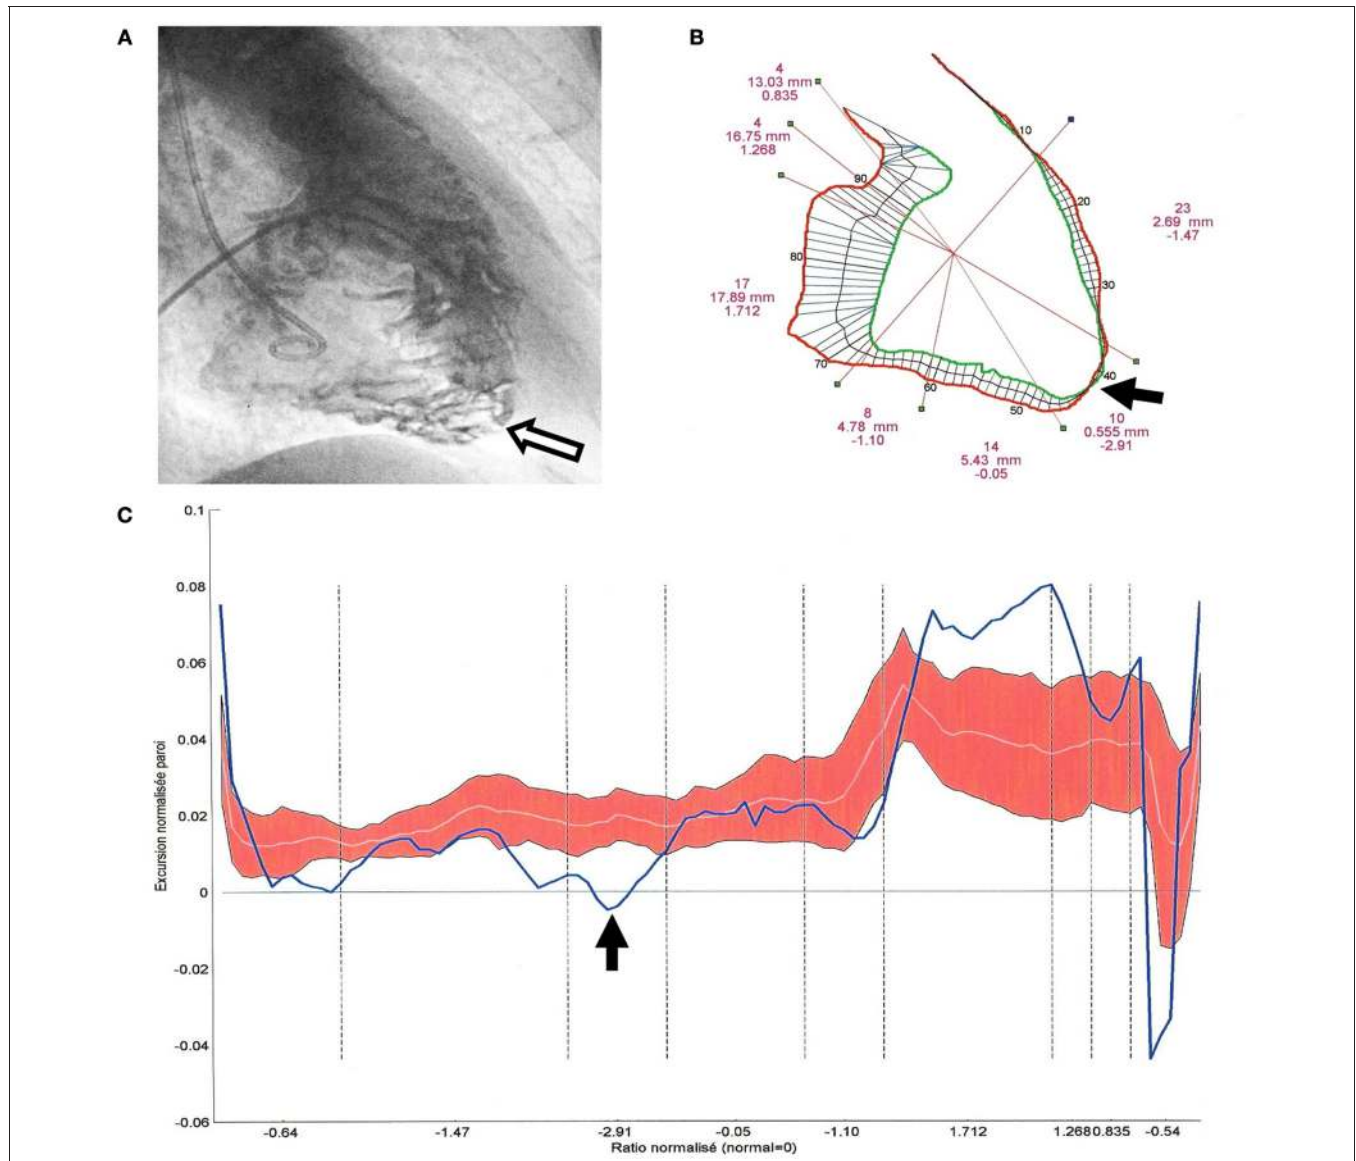 A
B
4
13.03 mm
0.835
4
16.75 mm
1.268
10
90
20
23
2.69 mm
-1.47
80
30
17
17.89 mm
1.712
70
60
50
40
8
4.78 mm
-1.10
14
5.43 mm
-0.05
10
0.555 mm
-2.91
C
0.1
0.08
0.06
0.04
0.02
0
-0.02
-0.04
-0.06
Excursion normalisée paroi
-0.64 -1.47 -2.91 -0.05 -1.10 1.712 1.268 0.835 -0.54
Ratio normalisé (normal=0)